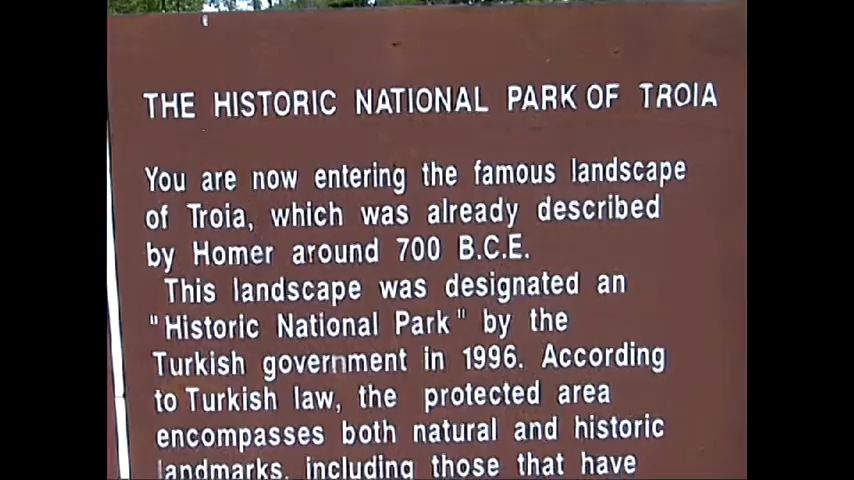 THE HISTORIC NATIONAL PARK OF TROIA
You are now entering the famous landscape
of Troia, which was already described
by Homer around 700 B.C.E.
This landscape was designated an
"Historic National Park" by the
Turkish government in 1996. According
to Turkish law, the protected area
encompasses both natural and historic
landmarks, including those that have